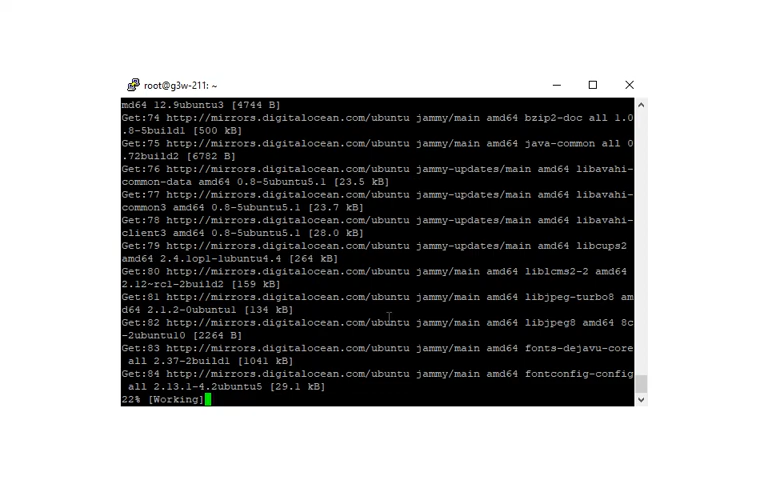 root@g3w-211: ~
md64 12.9ubuntu3 [4744 B]
Get:74 http://mirrors.digitalocean.com/ubuntu jammy/main amd64 bzip2-doc all 1.0
.8-5build1 [500 kB]
Get:75 http://mirrors.digitalocean.com/ubuntu jammy/main amd64 java-common all 0
.72build2 [6782 B]
Get:76 http://mirrors.digitalocean.com/ubuntu jammy-updates/main amd64 libavahi-
common-data amd64 0.8-5ubuntu5.1 [23.5 kB]
Get:77 http://mirrors.digitalocean.com/ubuntu jammy-updates/main amd64 libavahi-
common3 amd64 0.8-5ubuntu5.1 [23.7 kB]
Get:78 http://mirrors.digitalocean.com/ubuntu jammy-updates/main amd64 libavahi-
client3 amd64 0.8-5ubuntu5.1 [28.0 kB]
Get:79 http://mirrors.digitalocean.com/ubuntu jammy-updates/main amd64 libcups2
amd64 2.4.1op1-1ubuntu4.4 [264 kB]
Get:80 http://mirrors.digitalocean.com/ubuntu jammy/main amd64 liblcms2-2 amd64
2.12~rc1-2build2 [159 kB]
Get:81 http://mirrors.digitalocean.com/ubuntu jammy/main amd64 libjpeg-turbo8 am
d64 2.1.2-0ubuntu1 [134 kB]
Get:82 http://mirrors.digitalocean.com/ubuntu jammy/main amd64 libjpeg8 amd64 8c
-2ubuntu10 [2264 B]
Get:83 http://mirrors.digitalocean.com/ubuntu jammy/main amd64 fonts-dejavu-core
all 2.37-2build1 [1041 kB]
Get:84 http://mirrors.digitalocean.com/ubuntu jammy/main amd64 fontconfig-config
all 2.13.1-4.2ubuntu5 [29.1 kB]
22% [Working]